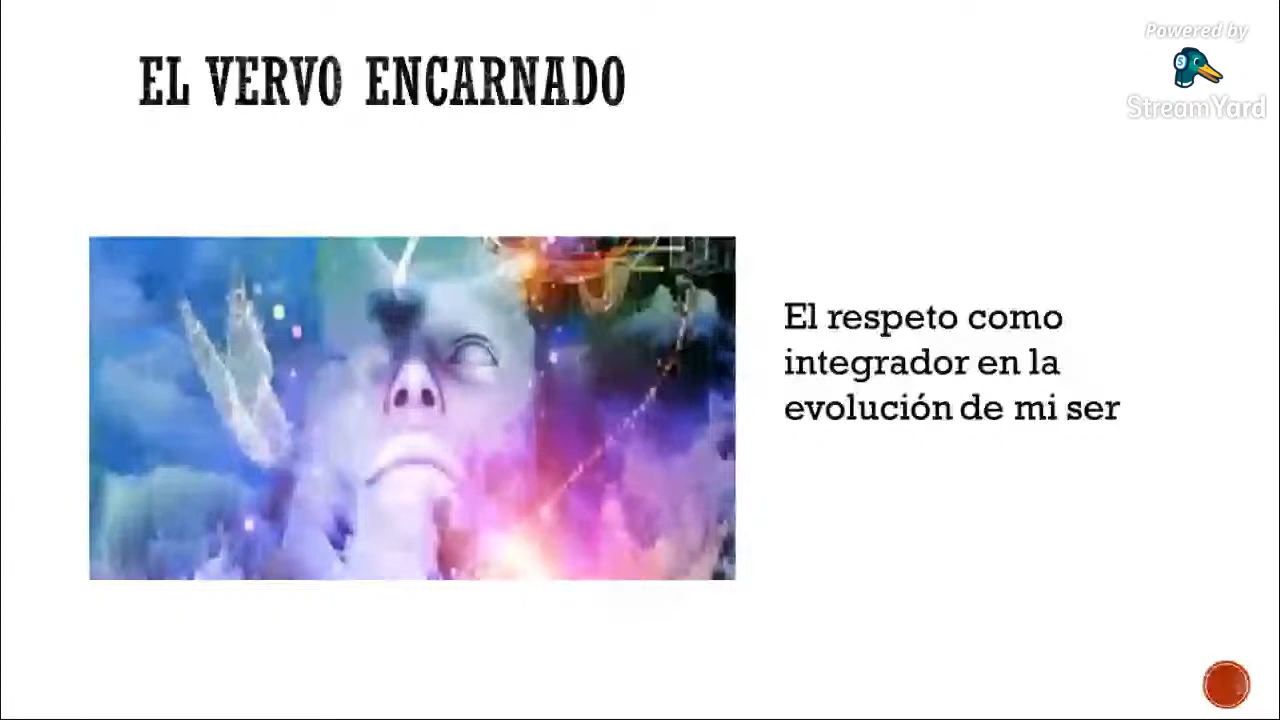 Powered by
EL VERVO ENCARNADO
StreamYard
El respeto como
integrador en la
evolución de mi ser